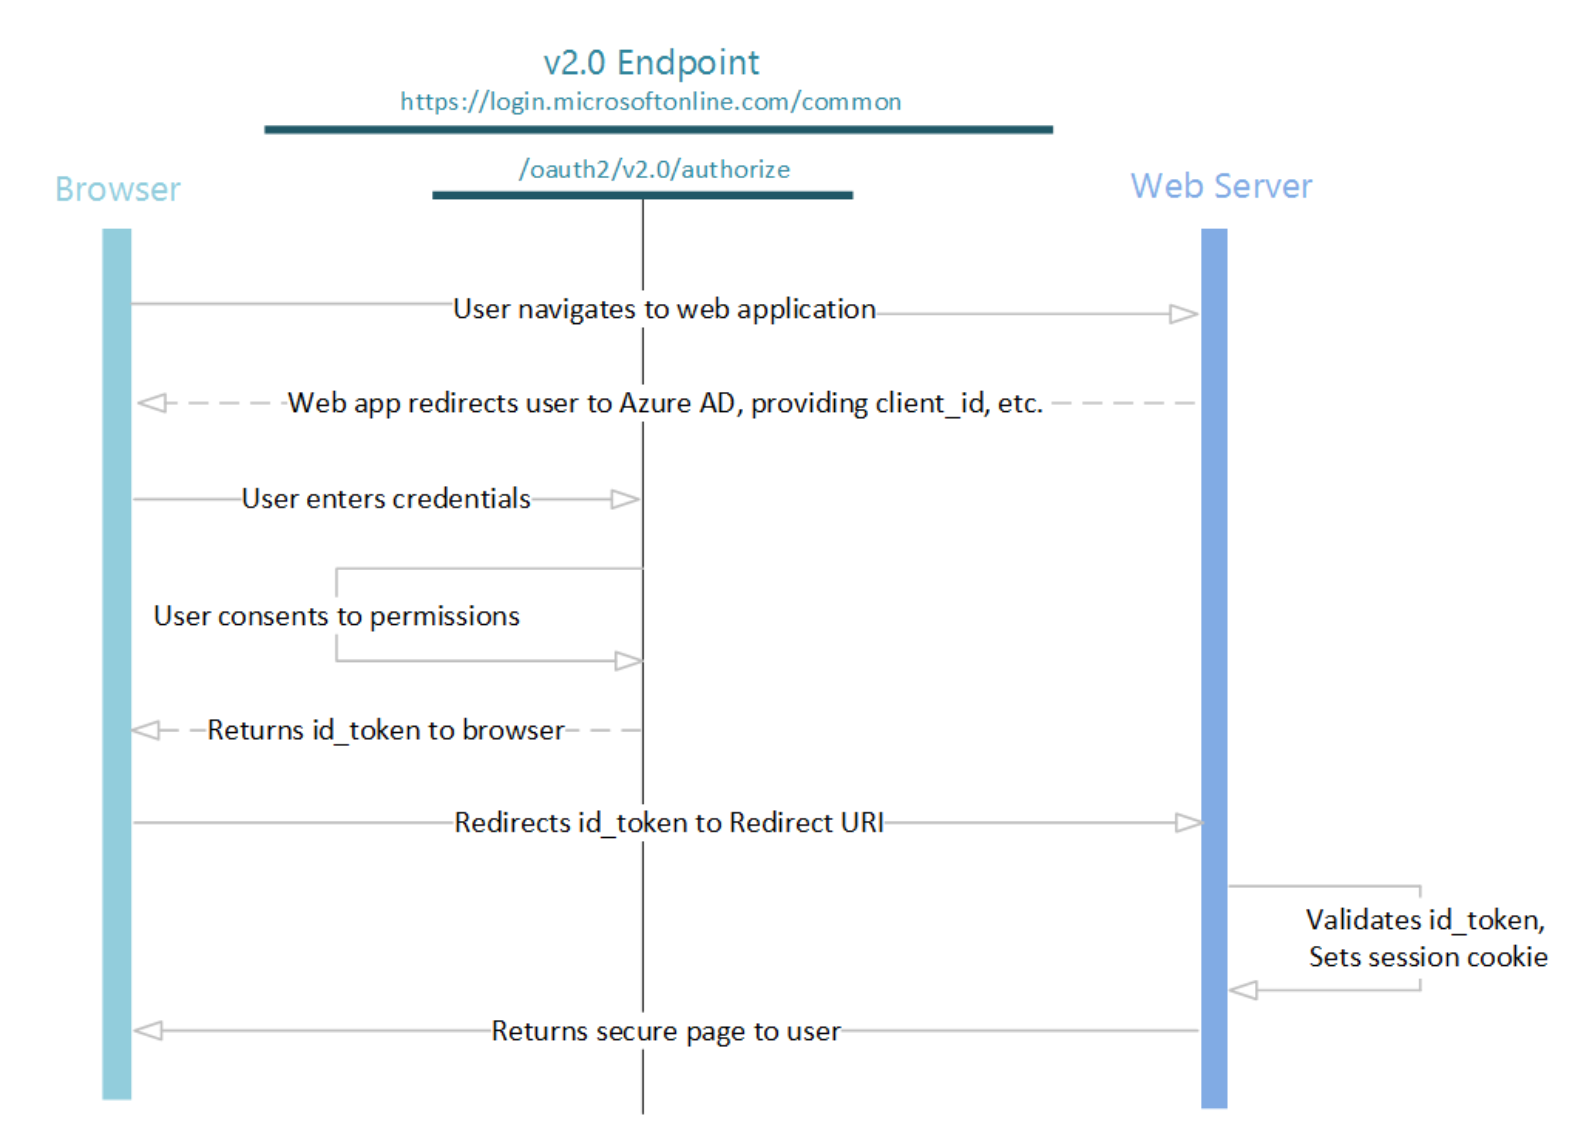 v2.0 Endpoint
https://login.microsoftonline.com/common
/oauth2/v2.0/authorize
Browser
Web Server
User navigates to web application
Web app redirects user to Azure AD, providing client_id, etc.
User enters credentials
User consents to permissions
Returns id_token to browser
Redirects id_token to Redirect URI
Validates id_token,
Sets session cookie
Returns secure page to user